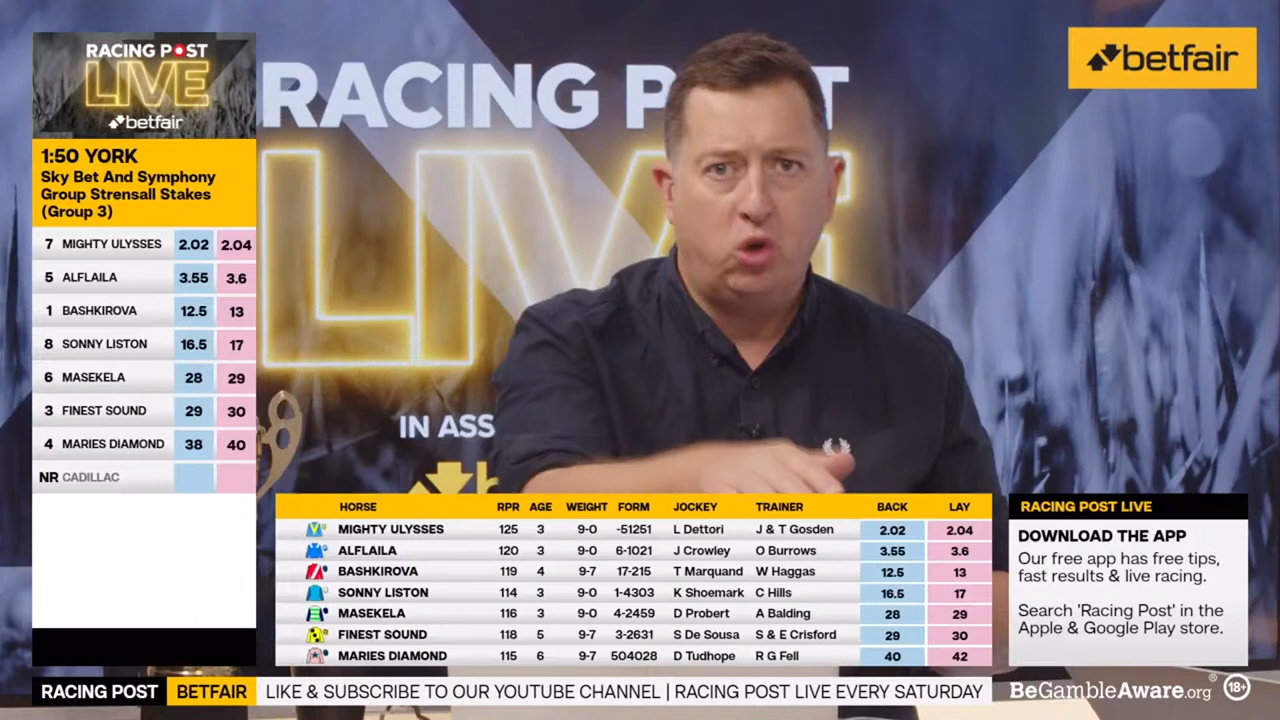 RACING POST
LIVE
betfair
1:50 YORK
Sky Bet And Symphony
Group Strensall Stakes
(Group 3)
7 MIGHTY ULYSSES 2.02 2.04
5 ALFLAILA 3.55 3.6
1 BASHKIROVA 12.5 13
8 SONNY LISTON 16.5 17
6 MASEKELA 28 29
3 FINEST SOUND 29 30
4 MARIES DIAMOND 38 40
NR CADILLAC
RACING P ST
LIVE
IN ASS
b
betfair
HORSE RPR AGE WEIGHT FORM JOCKEY TRAINER BACK LAY
MIGHTY ULYSSES 125 3 9-0 -51251 L Dettori J & T Gosden 2.02 2.04
ALFLAILA 120 3 9-0 6-1021 J Crowley O Burrows 3.55 3.6
BASHKIROVA 119 4 9-7 17-215 T Marquand W Haggas 12.5 13
SONNY LISTON 114 3 9-0 1-4303 K Shoemark C Hills 16.5 17
MASEKELA 116 3 9-0 4-2459 D Probert A Balding 28 29
FINEST SOUND 118 5 9-7 3-2631 S De Sousa S & E Crisford 29 30
MARIES DIAMOND 115 6 9-7 504028 D Tudhope R G Fell 40 42
RACING POST LIVE
DOWNLOAD THE APP
Our free app has free tips,
fast results & live racing.
Search 'Racing Post' in the
Apple & Google Play store.
RACING POST BETFAIR LIKE & SUBSCRIBE TO OUR YOUTUBE CHANNEL | RACING POST LIVE EVERY SATURDAY BeGambleAware.org® 18+